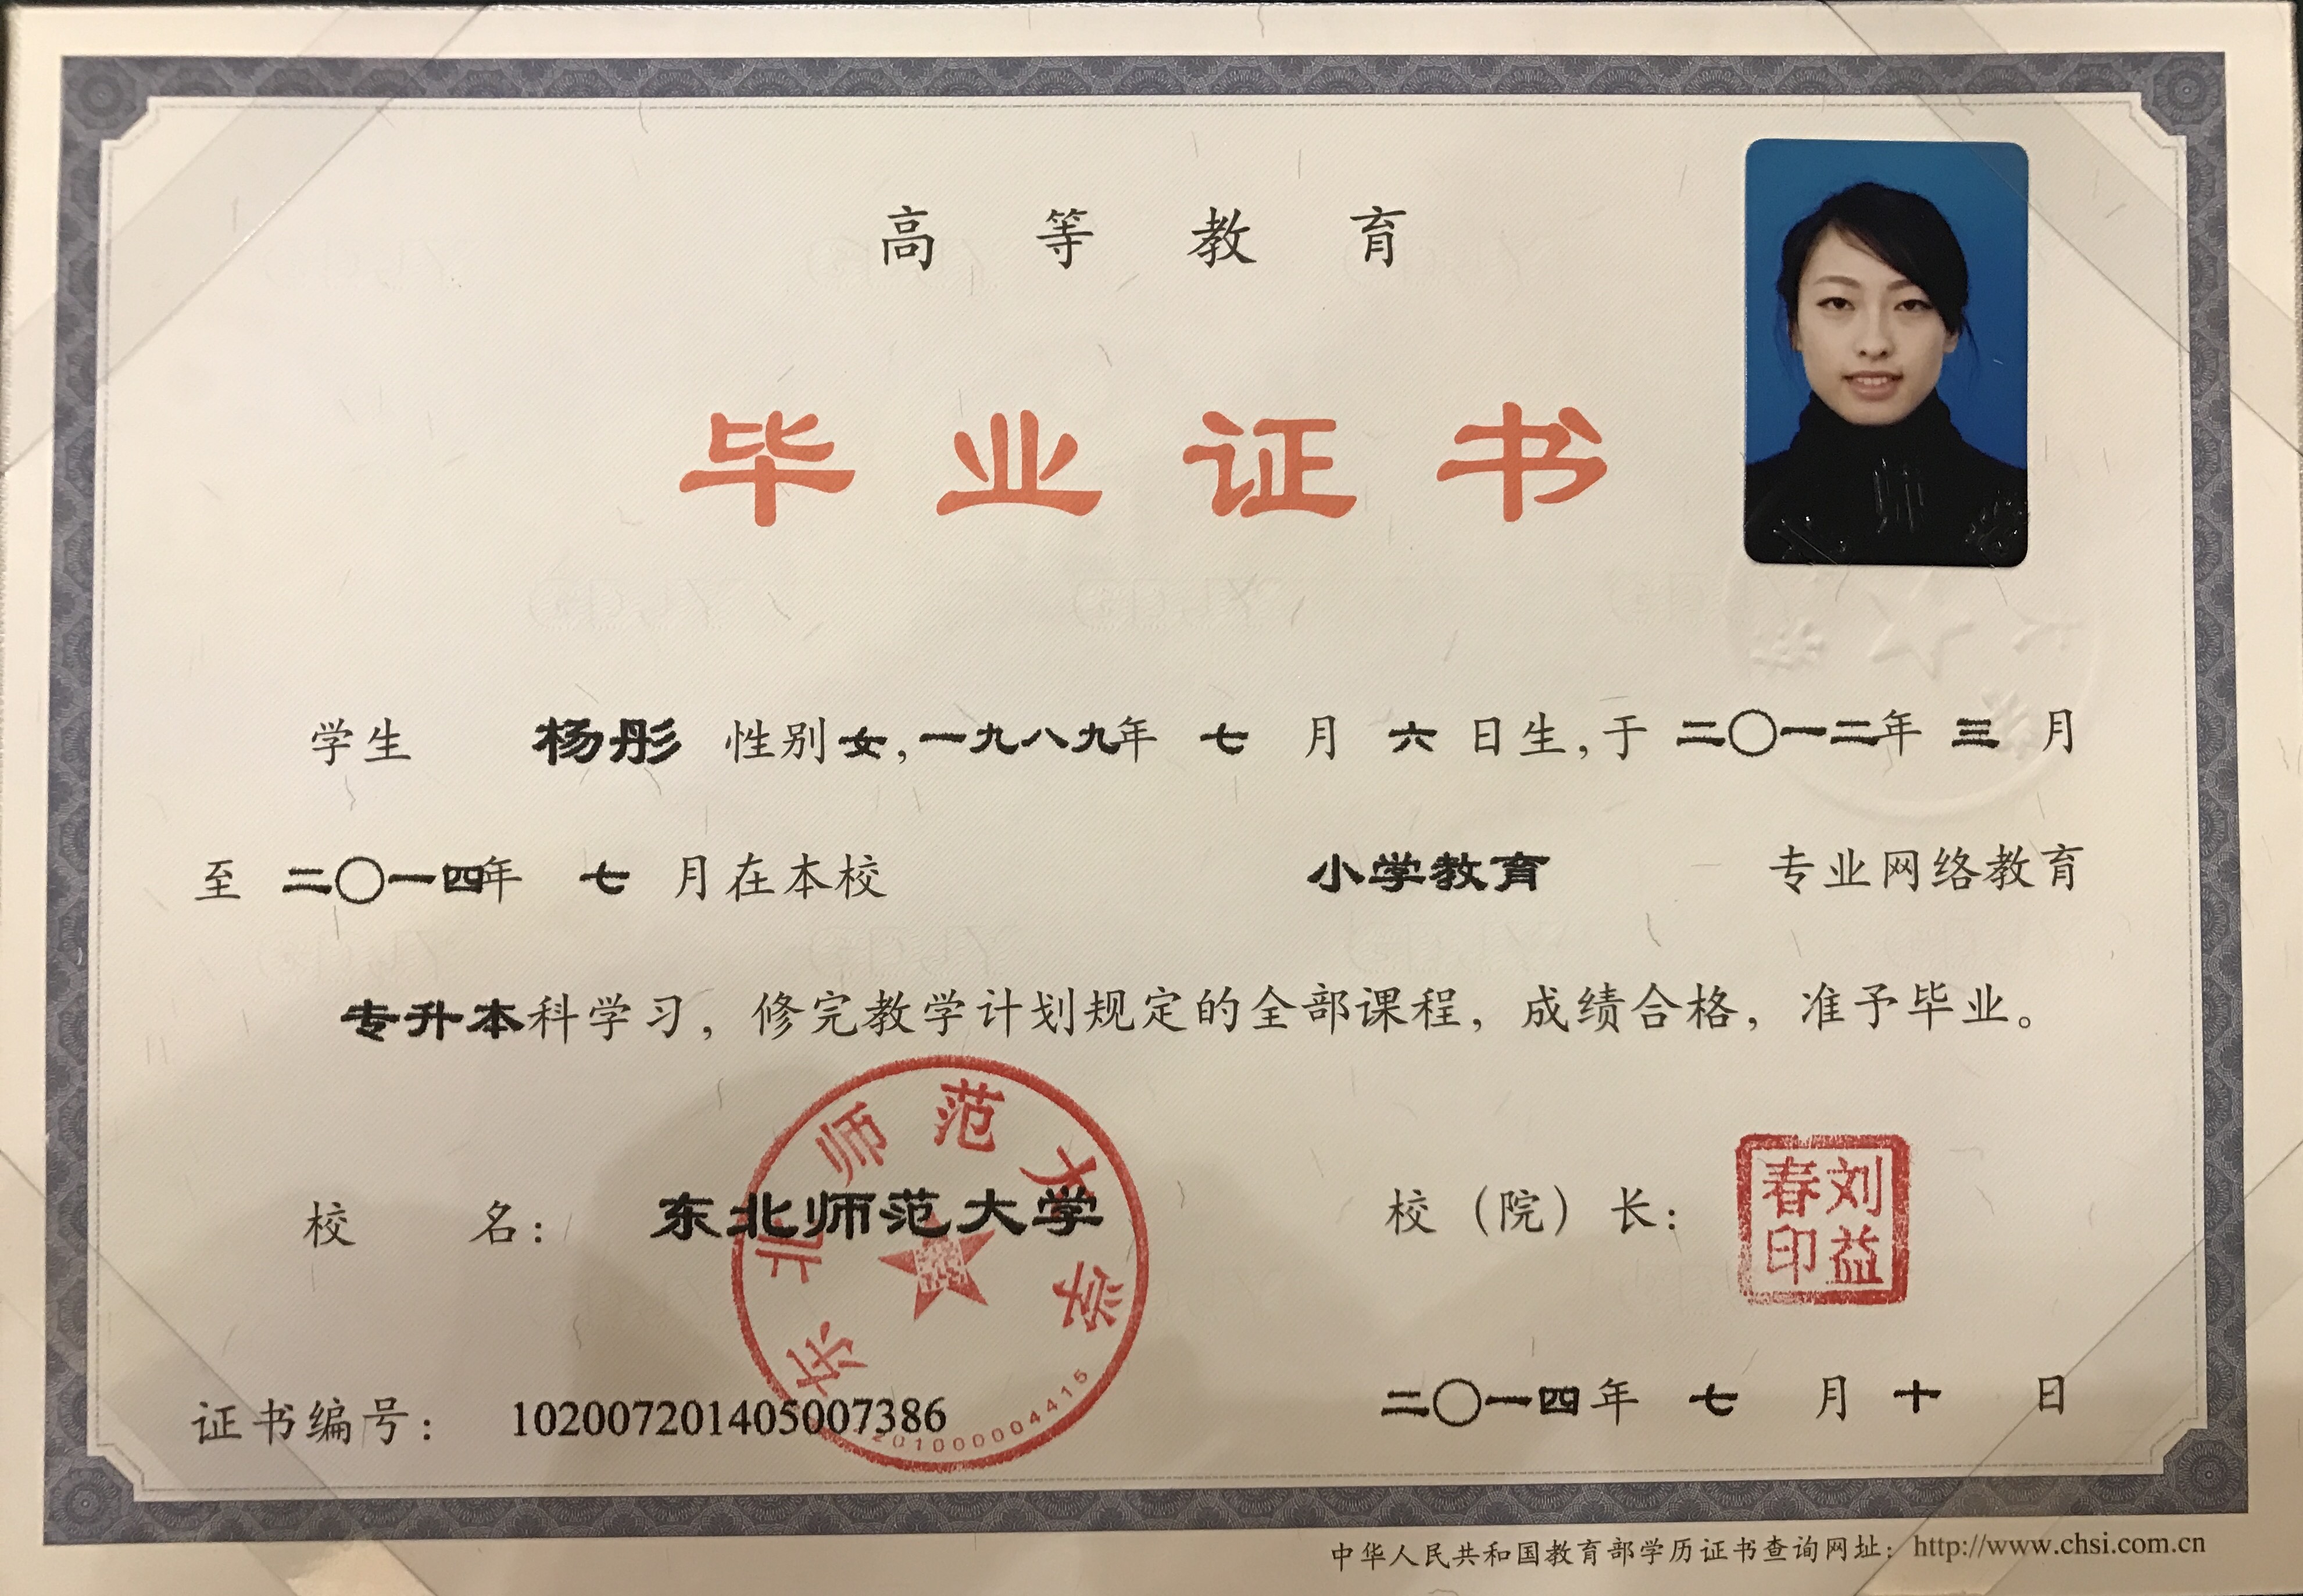 高等教育
毕业证书
学生 杨彤 性别女,一九八九年 七 月 六 日生,于 二〇一二年 三 月
至 二〇一四年 七 月在本校 小学教育 专业网络教育
专升本科学习，修完教学计划规定的全部课程，成绩合格，准予毕业。
校 名： 东北师范大学
东北师范大学
校（院）长：
刘益春印
证书编号： 102007201405007386
二〇一四年 七 月 十 日
中华人民共和国教育部学历证书查询网址：http://www.chsi.com.cn